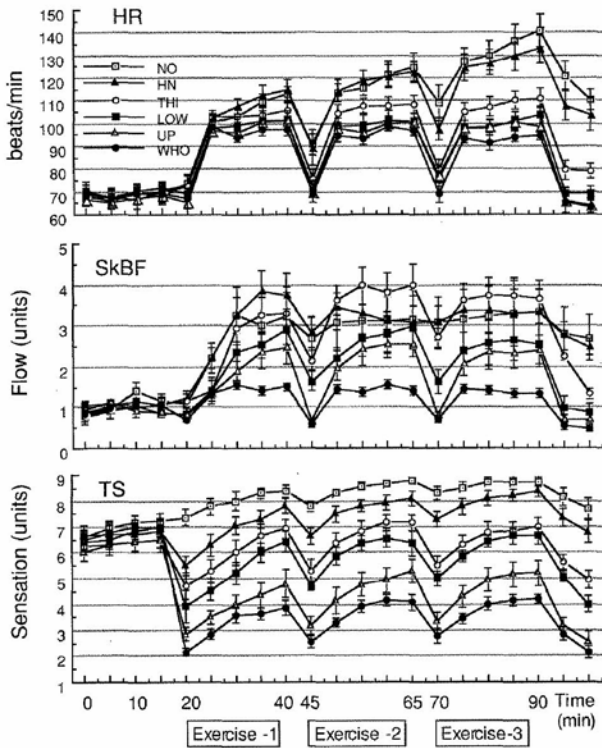 HR
150
140
130
120
110
100
90
80
70
60
beats/min
NO
HN
THI
LOW
UP
WHO
SkBF
5
4
3
2
1
0
Flow (units)
TS
9
8
7
6
5
4
3
2
1
Sensation (units)
0 10 20 40 45 65 70 90 Time
(min)
Exercise -1 Exercise -2 Exercise-3